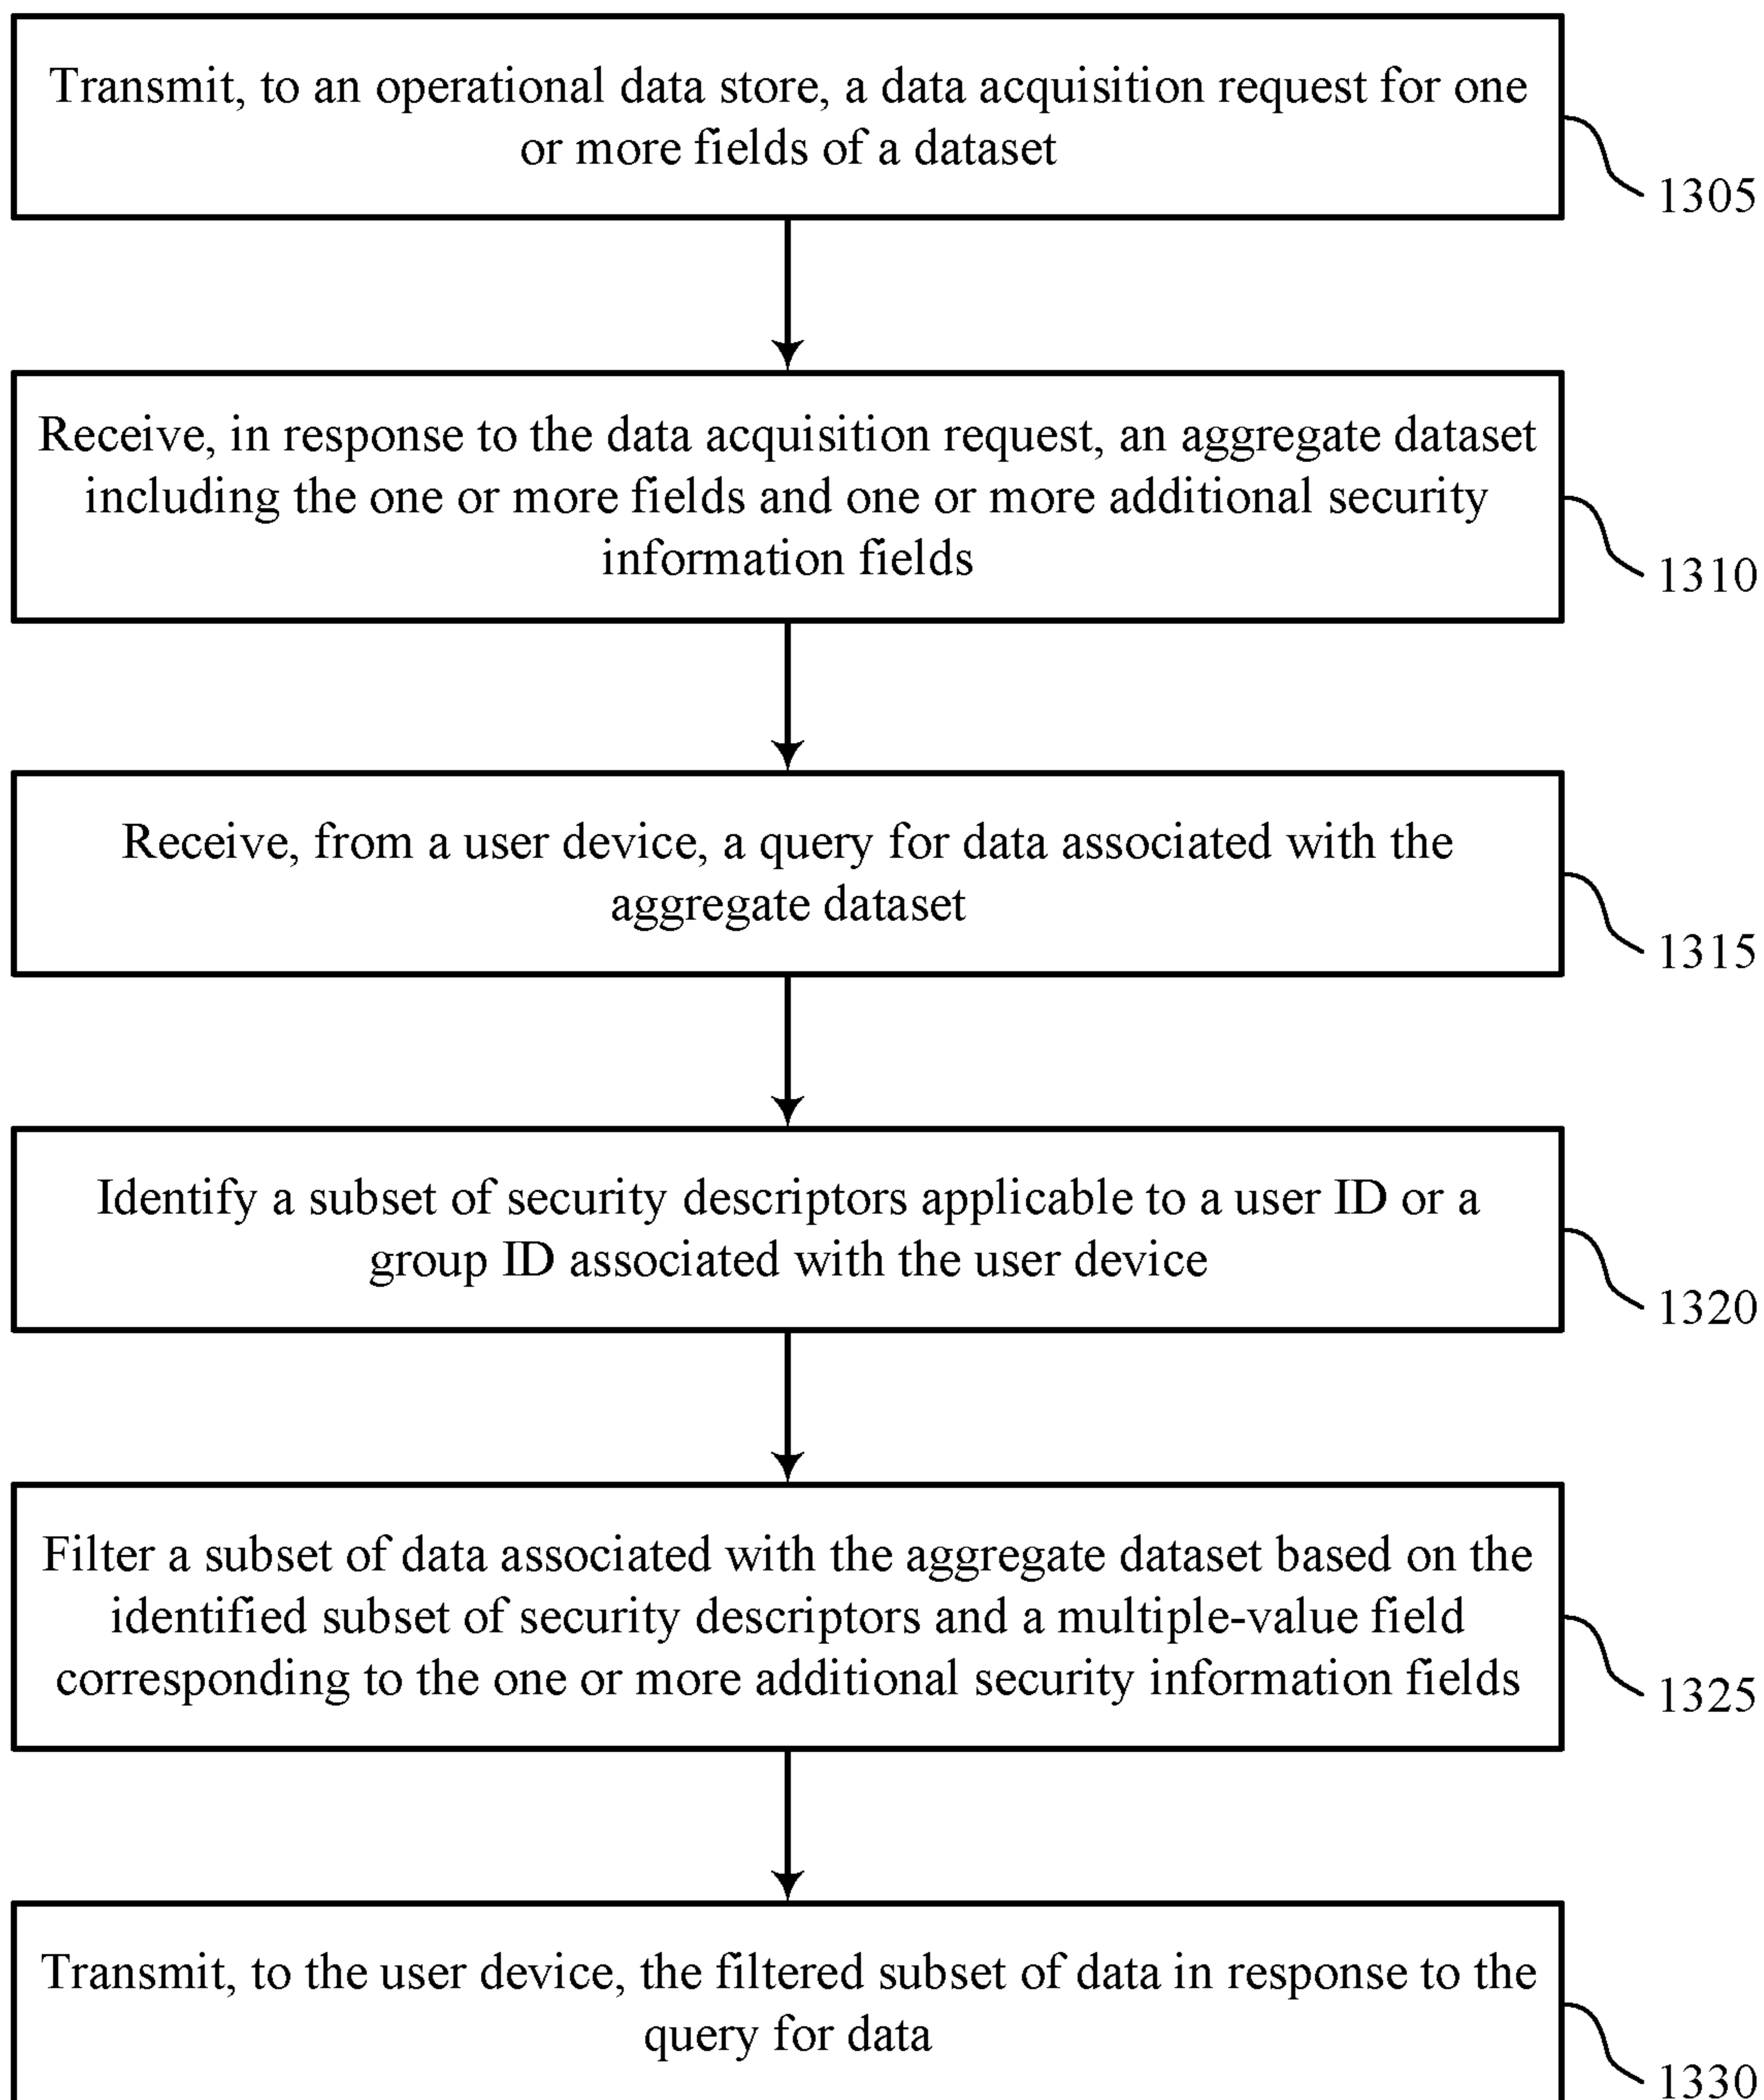 Transmit, to an operational data store, a data acquisition request for one
or more fields of a dataset
1305
Receive, in response to the data acquisition request, an aggregate dataset
including the one or more fields and one or more additional security
information fields
1310
Receive, from a user device, a query for data associated with the
aggregate dataset
1315
Identify a subset of security descriptors applicable to a user ID or a
group ID associated with the user device
1320
Filter a subset of data associated with the aggregate dataset based on the
identified subset of security descriptors and a multiple-value field
corresponding to the one or more additional security information fields
1325
Transmit, to the user device, the filtered subset of data in response to the
query for data
1330